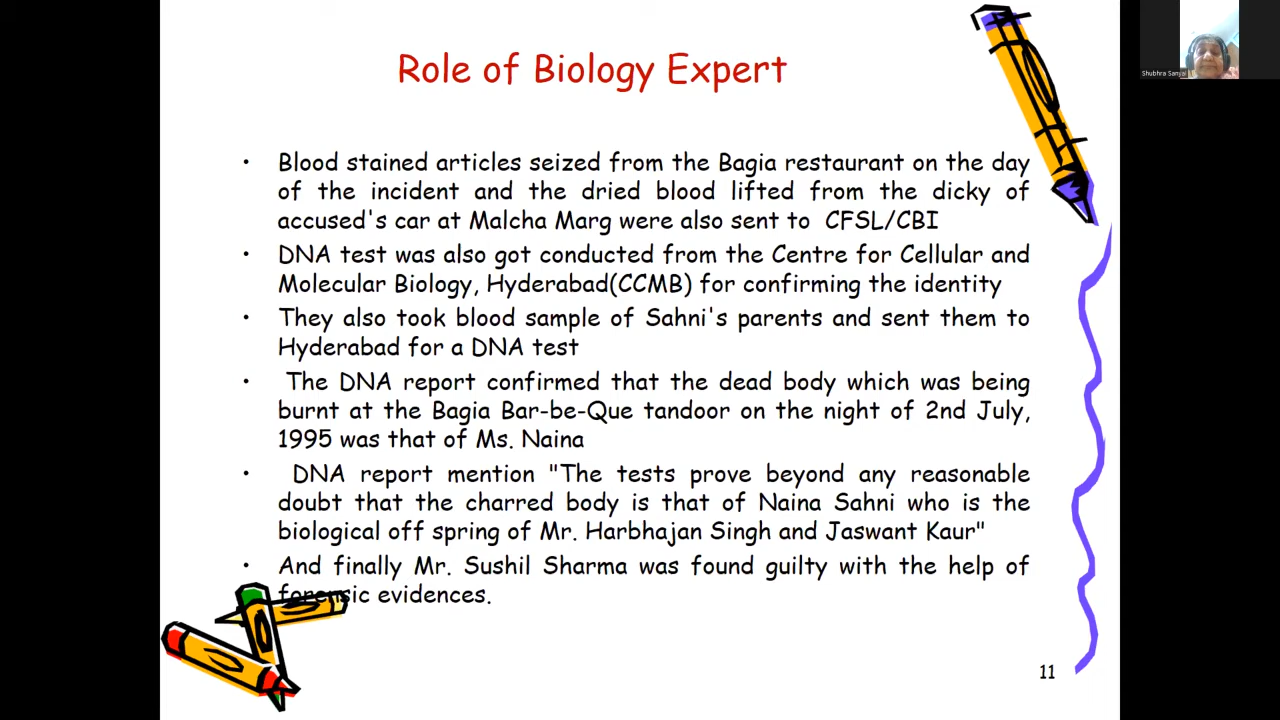 Role of Biology Expert
• Blood stained articles seized from the Bagia restaurant on the day
of the incident and the dried blood lifted from the dicky of
accused's car at Malcha Marg were also sent to CFSL/CBI
• DNA test was also got conducted from the Centre for Cellular and
Molecular Biology, Hyderabad(CCMB) for confirming the identity
• They also took blood sample of Sahni's parents and sent them to
Hyderabad for a DNA test
• The DNA report confirmed that the dead body which was being
burnt at the Bagia Bar-be-Que tandoor on the night of 2nd July,
1995 was that of Ms. Naina
• DNA report mention "The tests prove beyond any reasonable
doubt that the charred body is that of Naina Sahni who is the
biological off spring of Mr. Harbhajan Singh and Jaswant Kaur"
• And finally Mr. Sushil Sharma was found guilty with the help of
forensic evidences.
11
Shubhra Sanyal